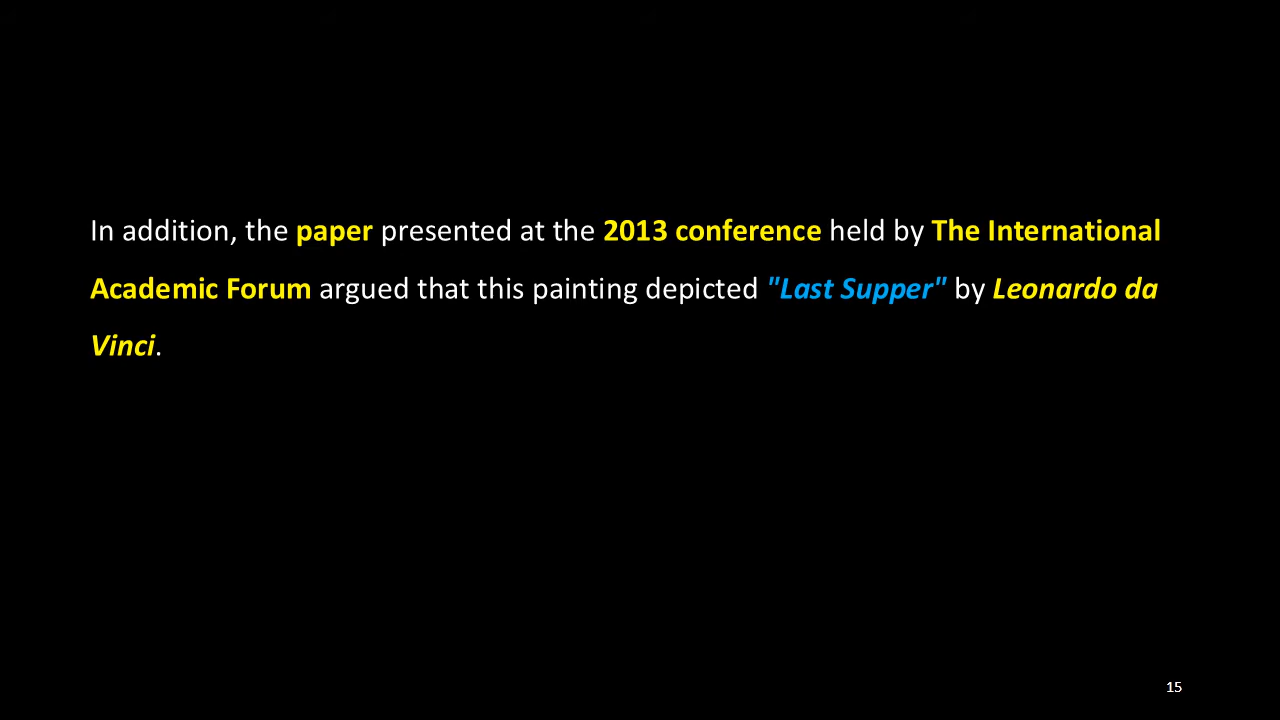 In addition, the paper presented at the 2013 conference held by The International
Academic Forum argued that this painting depicted "Last Supper" by Leonardo da
Vinci.
15